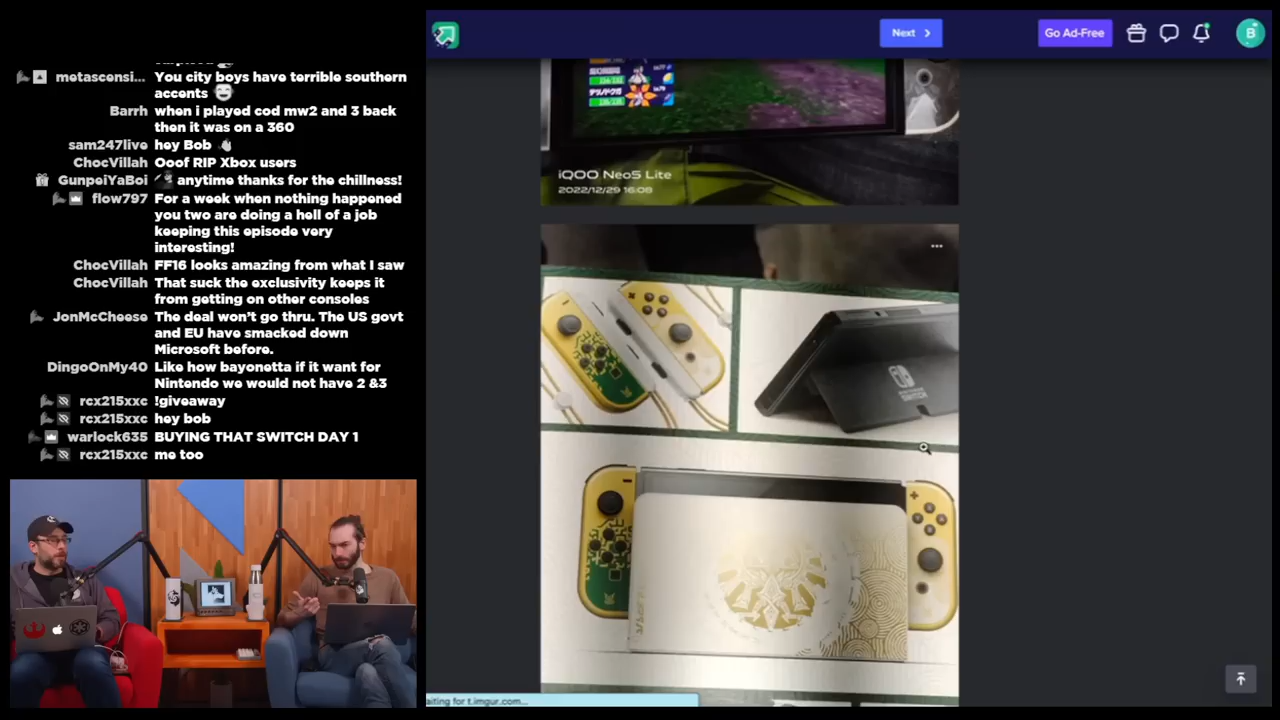 metascensi... You city boys have terrible southern
accents
Barrh when i played cod mw2 and 3 back
then it was on a 360
sam247live hey Bob
ChocVillah Ooof RIP Xbox users
GunpeiYaBoi anytime thanks for the chillness!
flow797 For a week when nothing happened
you two are doing a hell of a job
keeping this episode very
interesting!
ChocVillah FF16 looks amazing from what I saw
ChocVillah That suck the exclusivity keeps it
from getting on other consoles
JonMcCheese The deal won't go thru. The US govt
and EU have smacked down
Microsoft before.
DingoOnMy40 Like how bayonetta if it want for
Nintendo we would not have 2 &3
rcx215xxc !giveaway
rcx215xxc hey bob
warlock635 BUYING THAT SWITCH DAY 1
rcx215xxc me too
Next
Go Ad-Free
B
iQOO Neo5 Lite
2022/12/29 16:08
SWITCH
aiting for t.imgur.com...